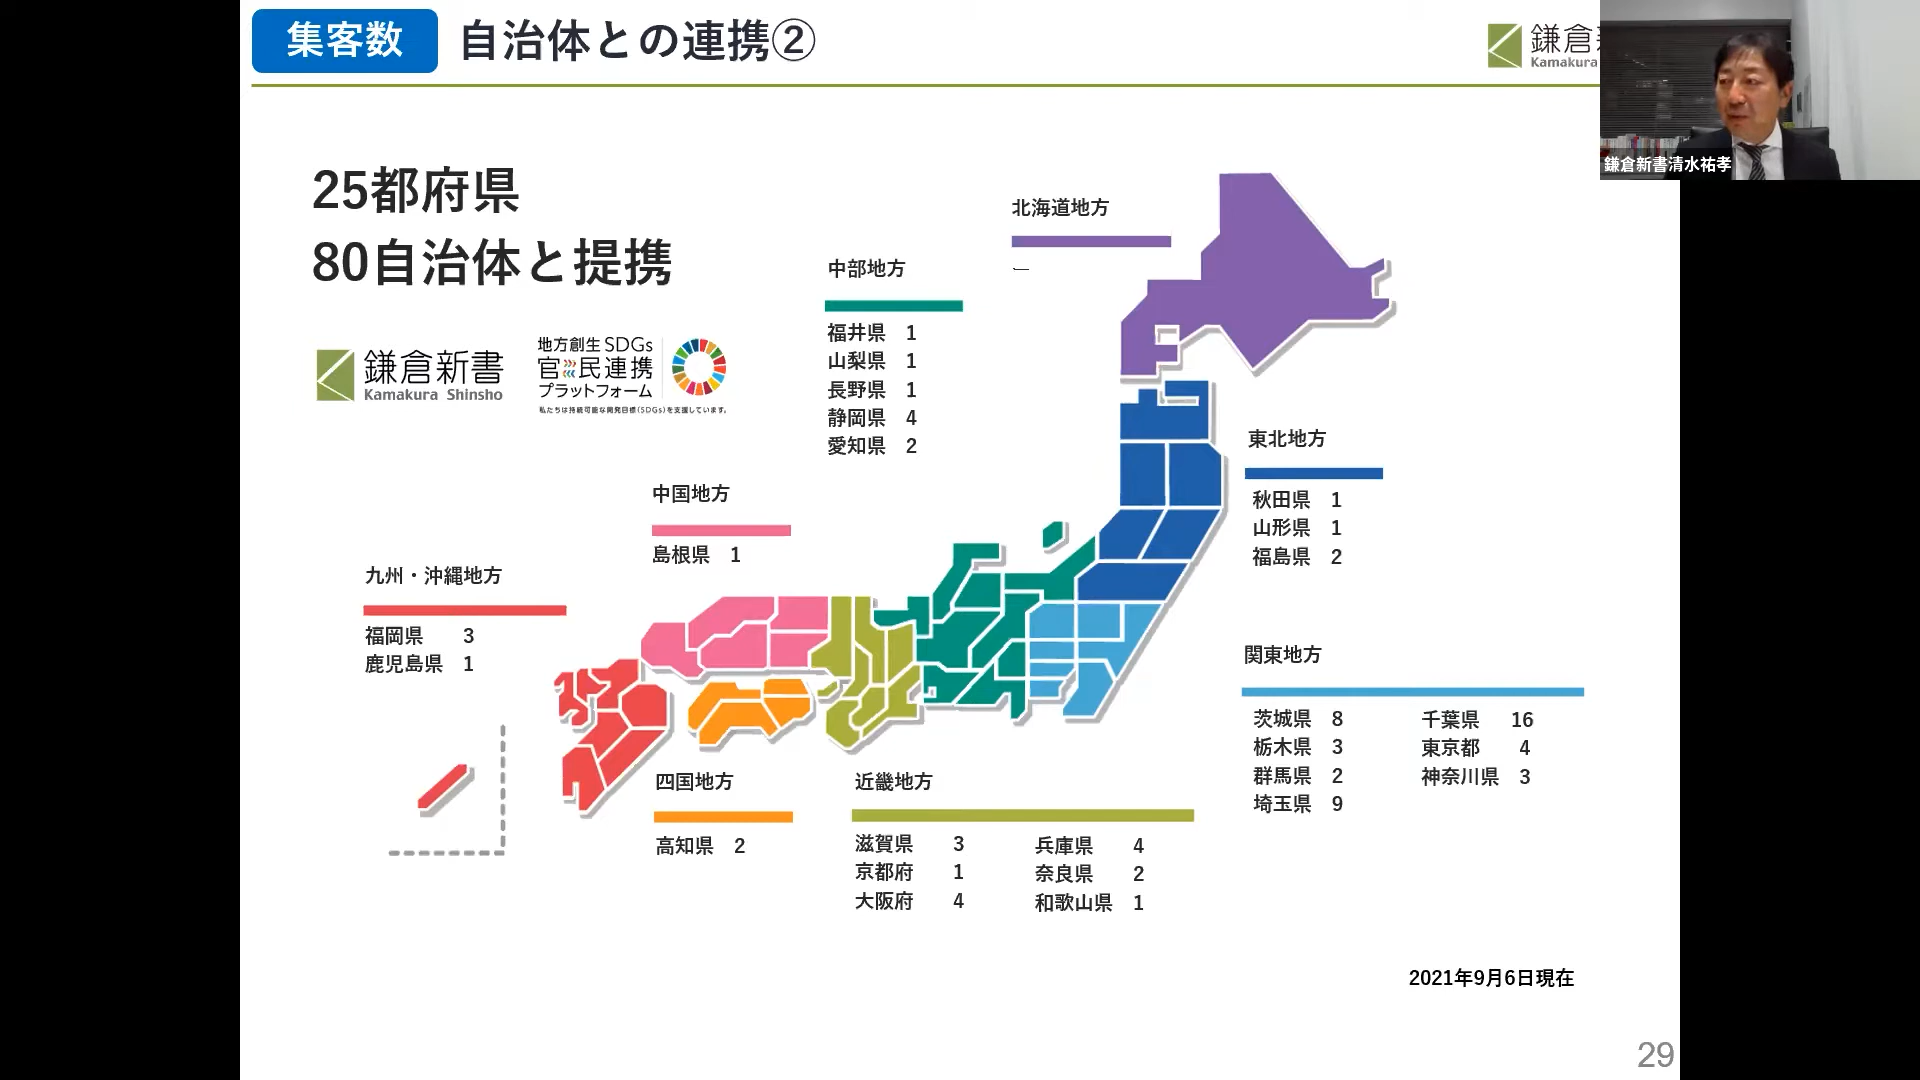 集客数 自治体との連携②
鎌倉
Kamakura
鎌倉新書清水祐孝
25都府県
80自治体と提携
鎌倉新書
Kamakura Shinsho
地方創生SDGs
官民連携
プラットフォーム
私たちは持続可能な開発目標(SDGs)を支援しています。
北海道地方
ー
中部地方
福井県 1
山梨県 1
長野県 1
静岡県 4
愛知県 2
東北地方
秋田県 1
山形県 1
福島県 2
中国地方
島根県 1
九州・沖縄地方
福岡県 3
鹿児島県 1
関東地方
茨城県 8
栃木県 3
群馬県 2
埼玉県 9
千葉県 16
東京都 4
神奈川県 3
四国地方
高知県 2
近畿地方
滋賀県 3
京都府 1
大阪府 4
兵庫県 4
奈良県 2
和歌山県 1
2021年9月6日現在
29